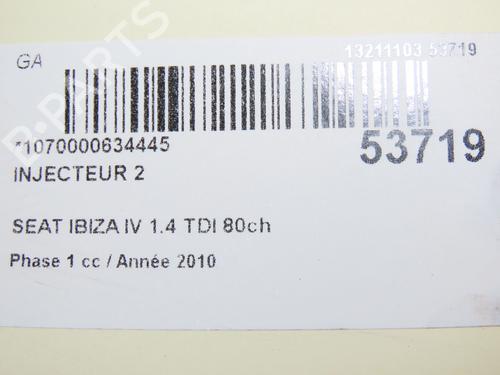 GA
13211103 53719
*1070000634445
53719
INJECTEUR 2
SEAT IBIZA IV 1.4 TDI 80ch
Phase 1 cc / Année 2010
B-PARTS